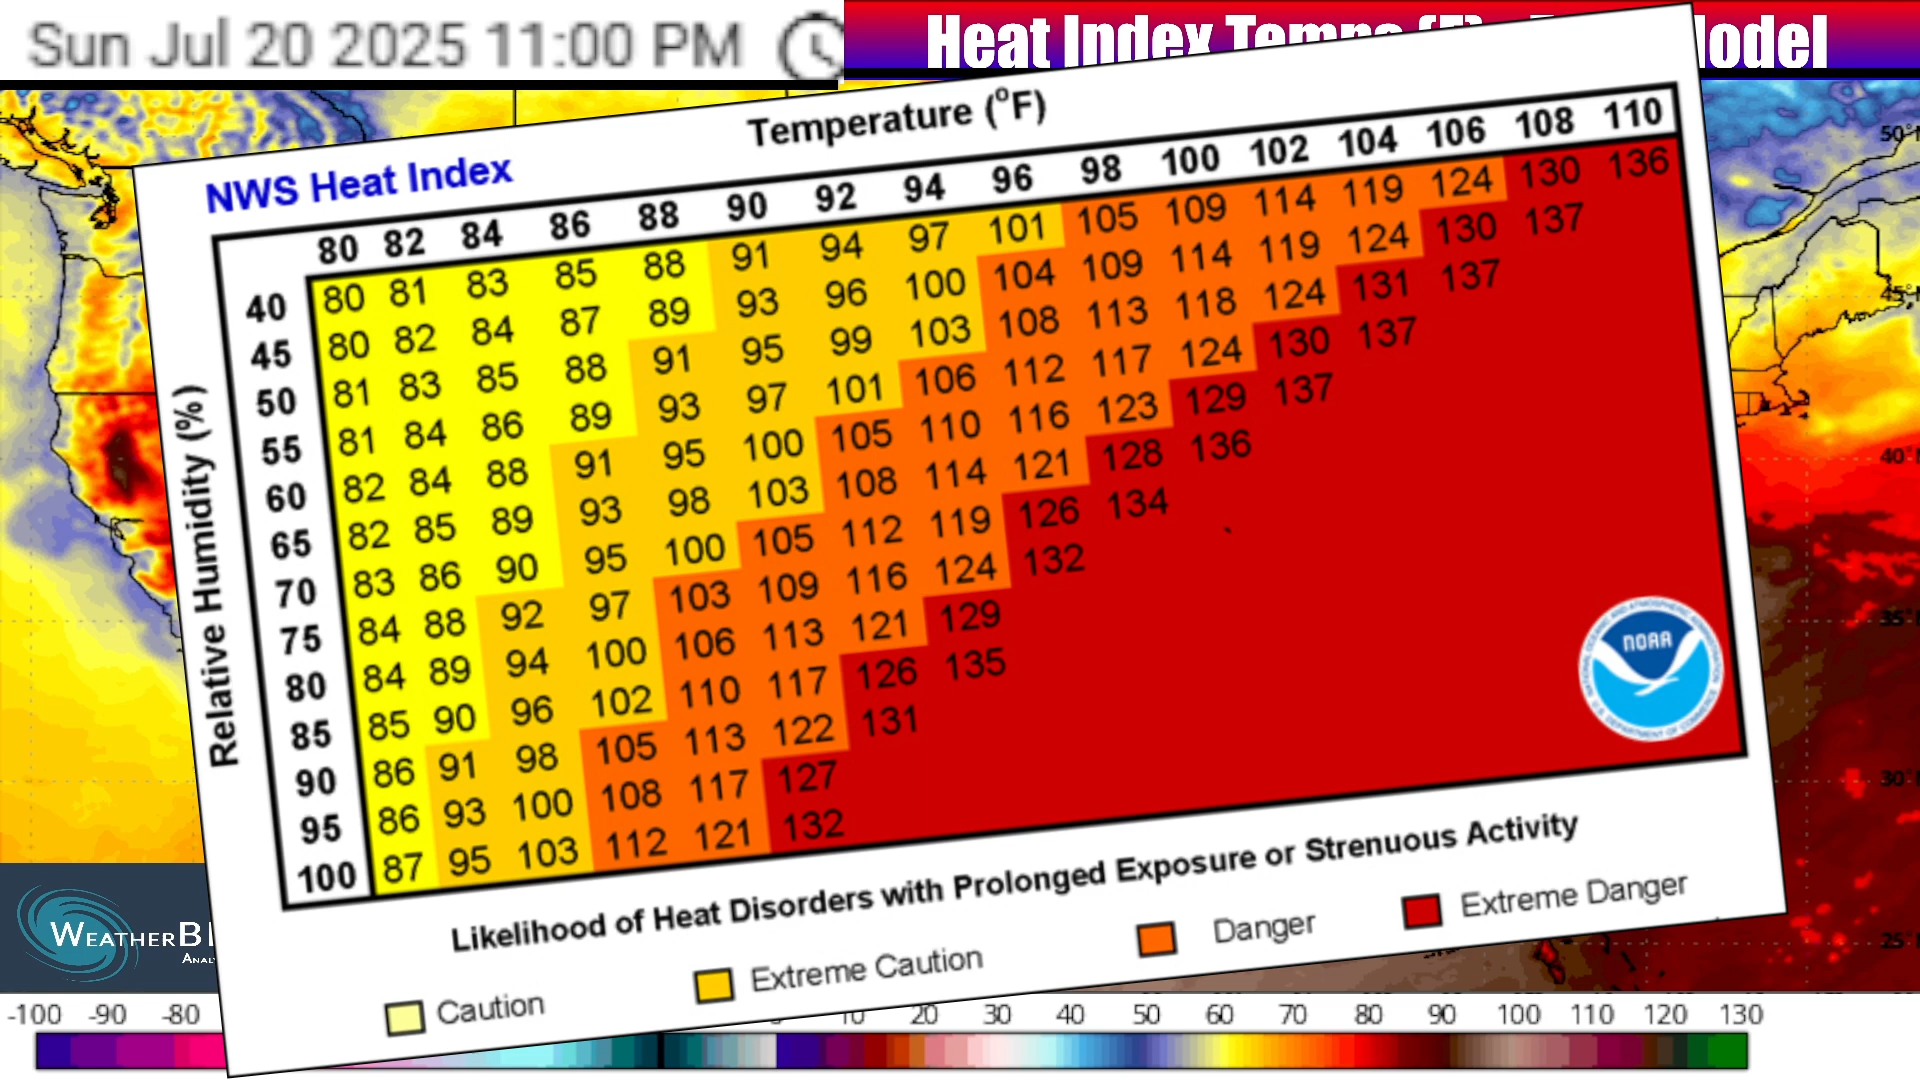 Sun Jul 20 2025 11:00 PM
Heat Index Temps (F)
odel
Temperature (°F)
NWS Heat Index
80 82 84 86 88 90 92 94 96 98 100 102 104 106 108 110
Relative Humidity (%)
40 80 81 83 85 88 91 94 97 101 105 109 114 119 124 130 136
45 80 82 84 87 89 93 96 100 104 109 114 119 124 130 137
50 81 83 85 88 91 95 99 103 108 113 118 124 131 137
55 81 84 86 89 93 97 101 106 112 117 124 130 137
60 82 84 88 91 95 100 105 110 116 123 129 137
65 82 85 89 93 98 103 108 114 121 128 136
70 83 86 90 95 100 105 112 119 126 134
75 84 88 92 97 103 109 116 124 132
80 84 89 94 100 106 113 121 129
85 85 90 96 102 110 117 126 135
90 86 91 98 105 113 122 131
95 86 93 100 108 117 127
100 87 95 103 112 121 132
NOAA
Likelihood of Heat Disorders with Prolonged Exposure or Strenuous Activity
Caution
Extreme Caution
Danger
Extreme Danger
WEATHERB
ANAL
50°
45°
40°
35°
30°
25°
-100 -90 -80 10 20 30 40 50 60 70 80 90 100 110 120 130